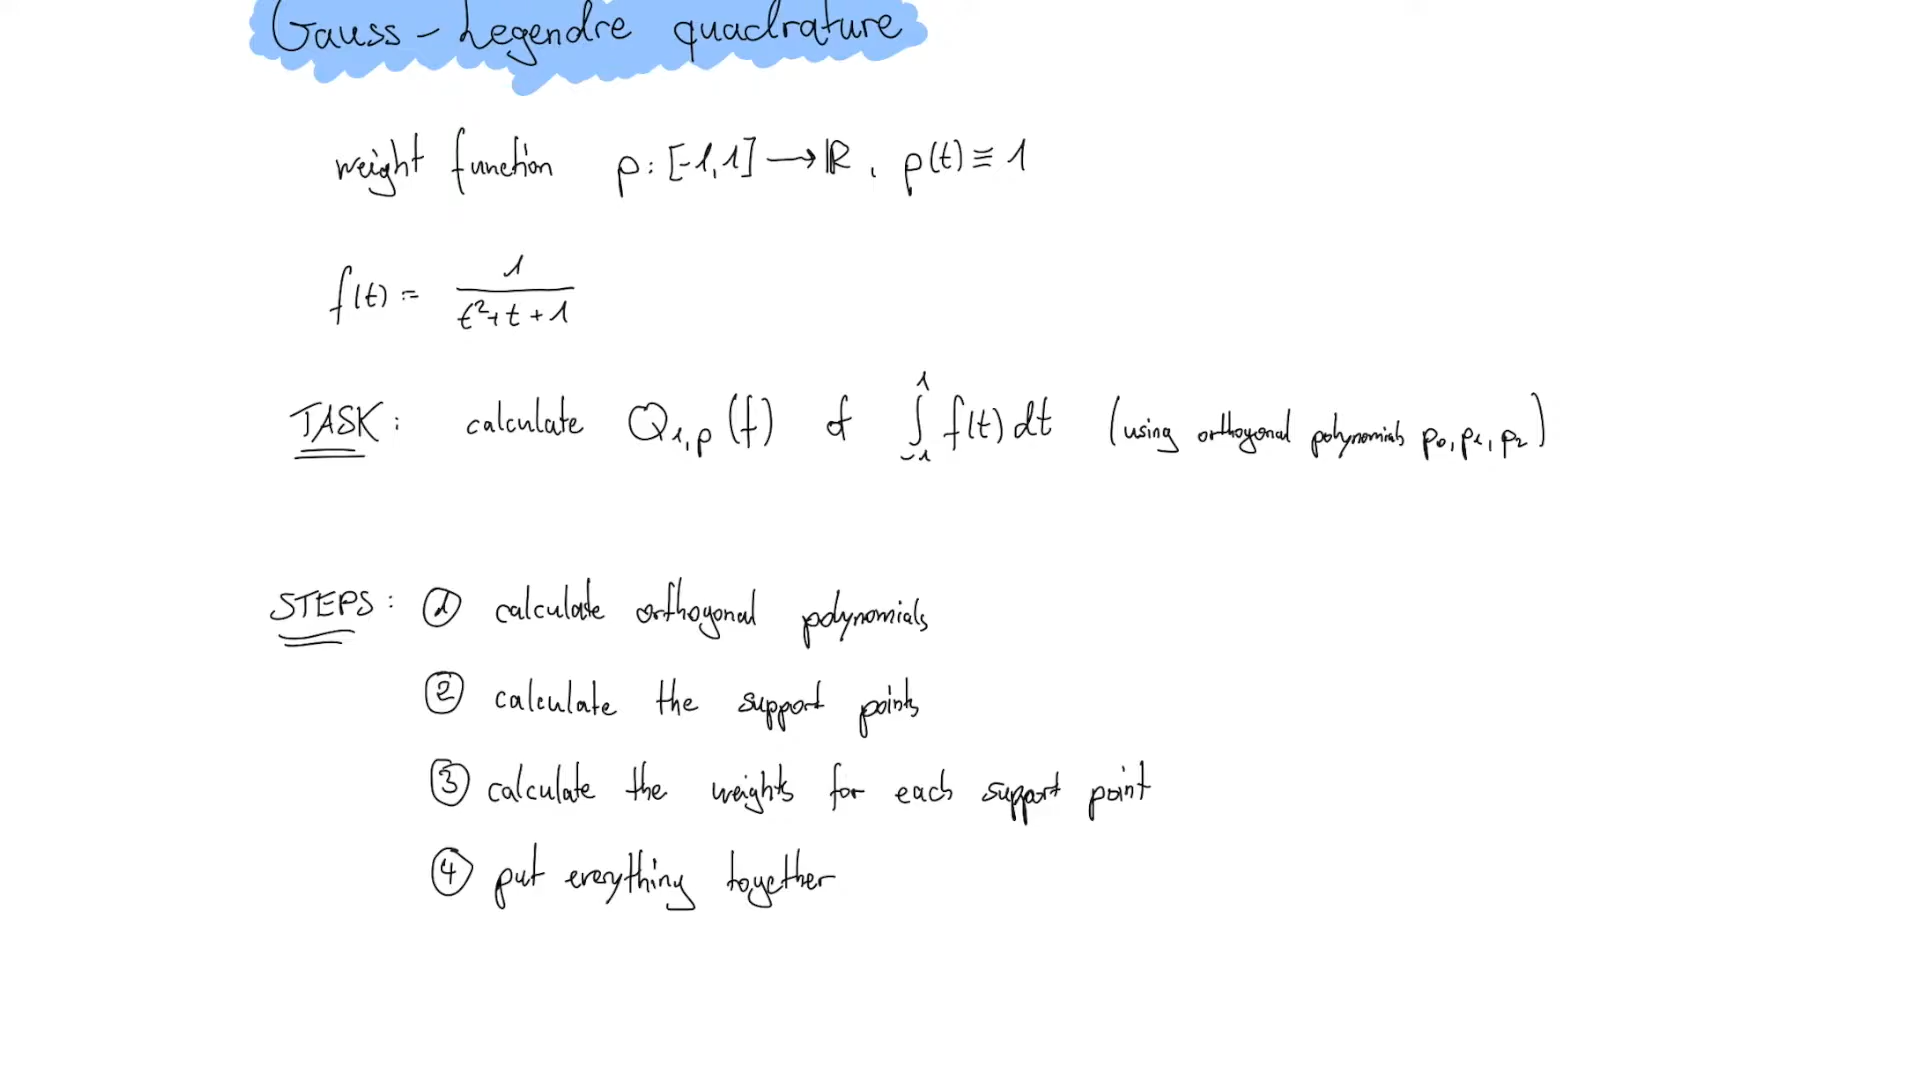 Gauss - Legendre quadrature
weight function p: [-1,1] → ℝ, p(t) ≡ 1
f(t) = 1/(t²+t+1)
TASK: calculate Q₁,ₚ(f) of ∫₋₁¹ f(t) dt (using orthogonal polynomials p₀, p₁, p₂)
STEPS: ① calculate orthogonal polynomials
② calculate the support points
③ calculate the weights for each support point
④ put everything together